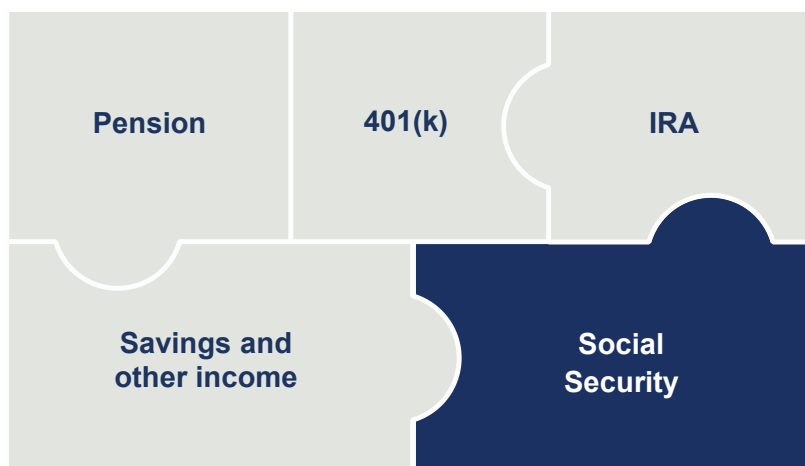 Pension
401(k)
IRA
Savings and
other income
Social
Security